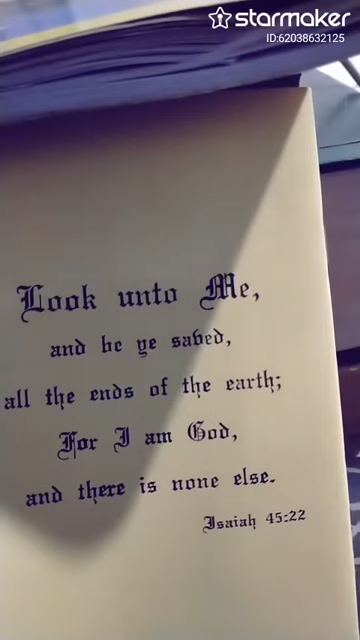 starmaker
ID:62038632125
Look unto Me,
and be ye saved,
all the ends of the earth;
For I am God,
and there is none else.
Isaiah 45:22